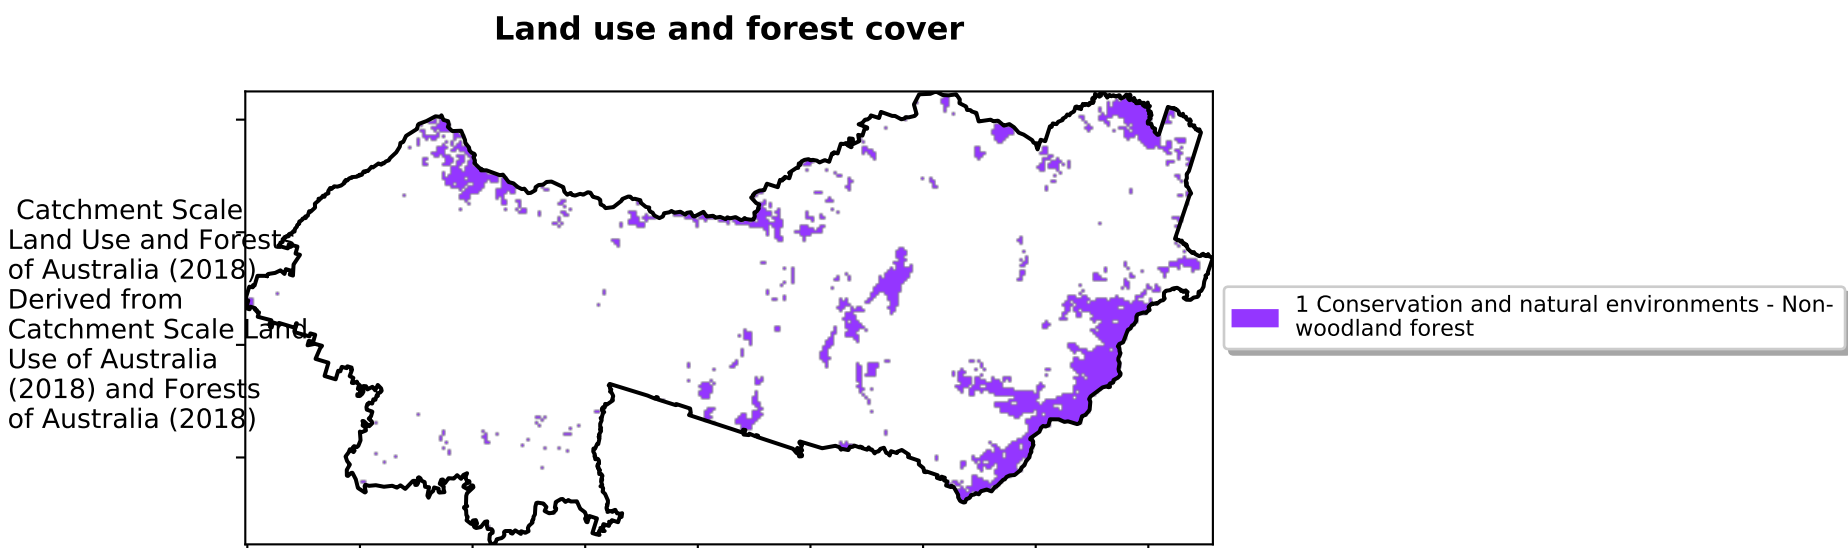 Land use and forest cover
Catchment Scale
Land Use and Forests
of Australia (2018)
Derived from
Catchment Scale Land
Use of Australia
(2018) and Forests
of Australia (2018)
1 Conservation and natural environments - Non-
woodland forest